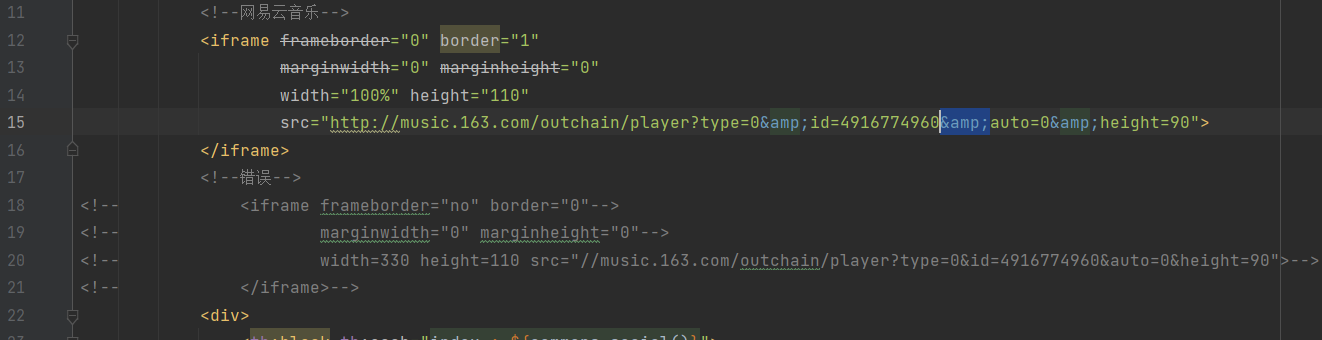 11 <!--网易云音乐-->
12 <iframe frameborder="0" border="1"
13 marginwidth="0" marginheight="0"
14 width="100%" height="110"
15 src="http://music.163.com/outchain/player?type=0&amp;id=4916774960&amp;auto=0&amp;height=90">
16 </iframe>
17 <!--错误-->
18 <!-- <iframe frameborder="no" border="0"-->
19 <!-- marginwidth="0" marginheight="0"-->
20 <!-- width=330 height=110 src="//music.163.com/outchain/player?type=0&id=4916774960&auto=0&height=90">-->
21 <!-- </iframe>-->
22 <div>